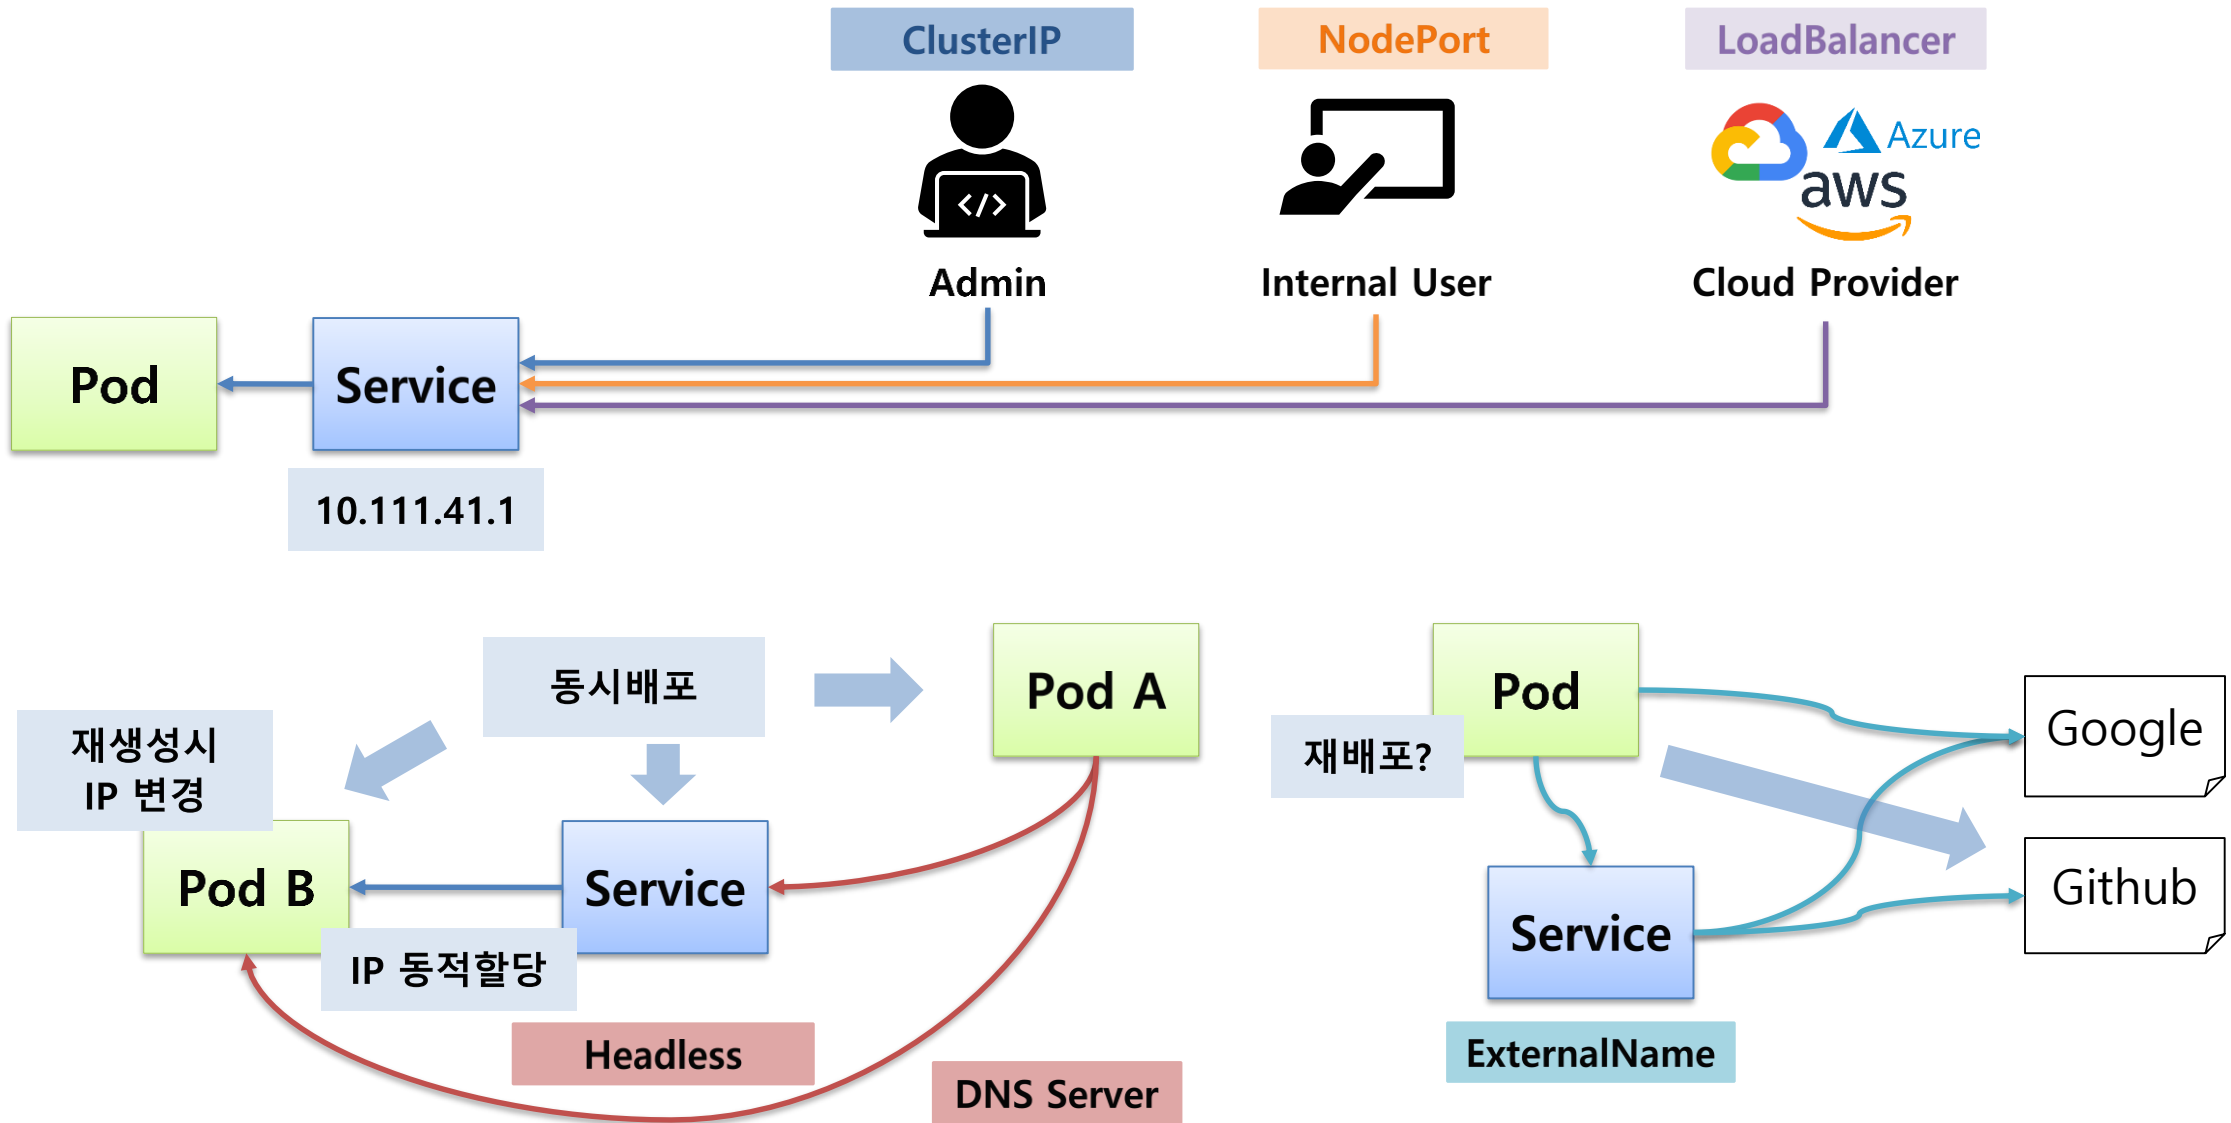 ClusterIP
NodePort
LoadBalancer
</>
Azure
aws
Admin
Internal User
Cloud Provider
Pod
Service
10.111.41.1
동시배포
Pod A
재생성시
IP 변경
Pod B
Service
IP 동적할당
Headless
DNS Server
Pod
재배포?
Google
Github
Service
ExternalName